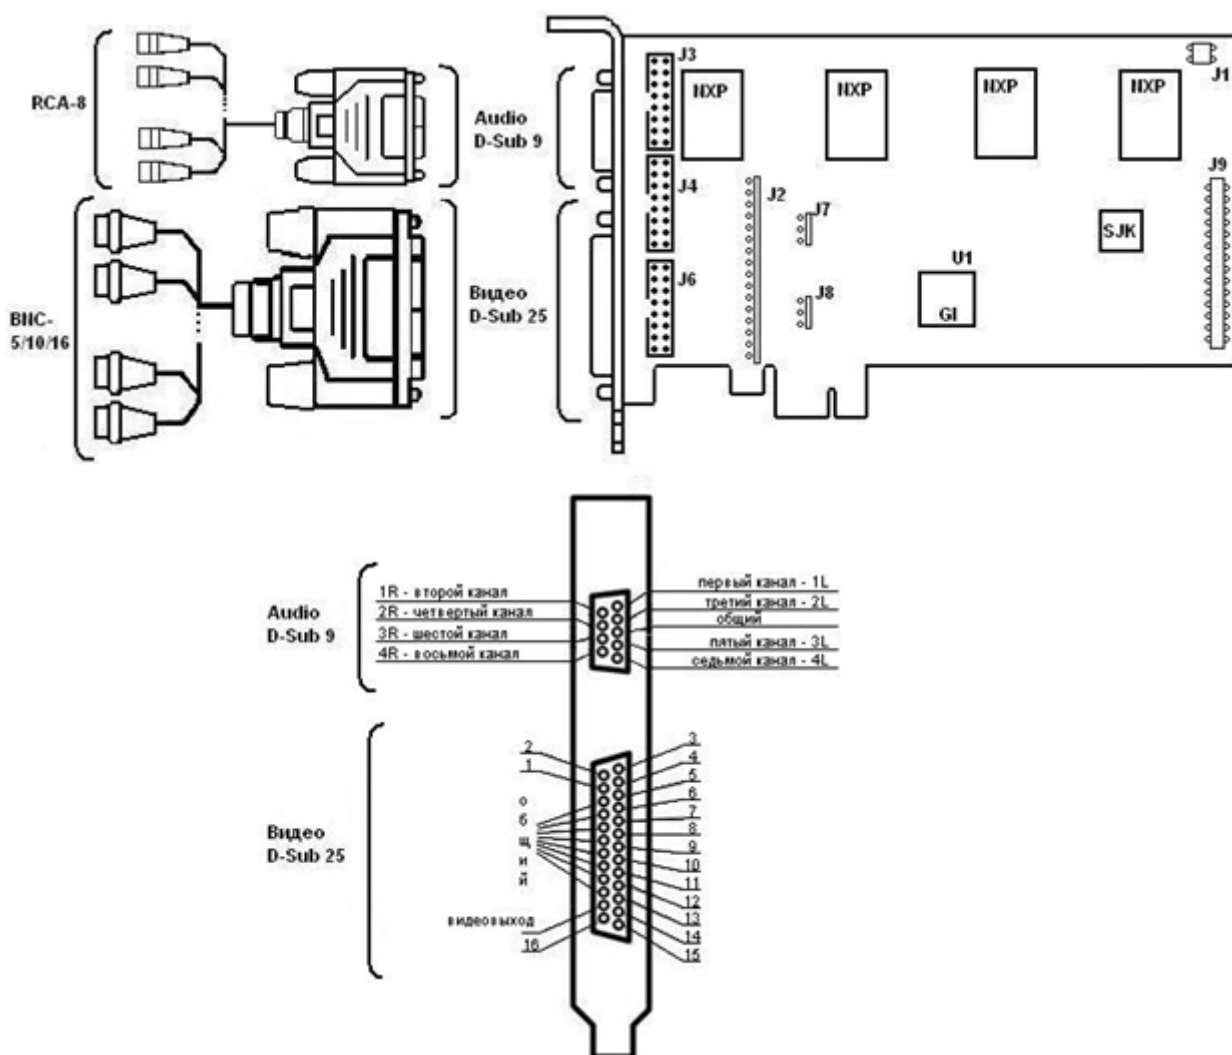 RCA-8
Audio
D-Sub 9
BNC-
5/10/16
Видео
D-Sub 25
J3
J4
J6
NXP
NXP
NXP
NXP
J1
J2
J7
J8
J9
SJK
U1
GI
Audio
D-Sub 9
1R - второй канал
2R - четвертый канал
3R - шестой канал
4R - восьмой канал
первый канал - 1L
третий канал - 2L
общий
пятый канал - 3L
седьмой канал - 4L
Видео
D-Sub 25
2
1
о
б
щ
и
й
видеовыход
16
3
4
5
6
7
8
9
10
11
12
13
14
15